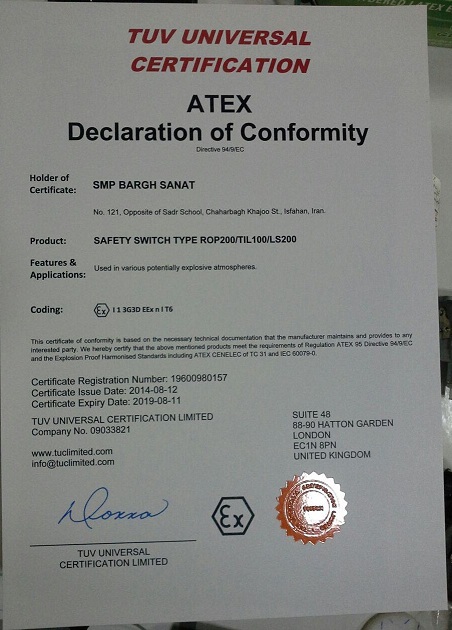 TUV UNIVERSAL
CERTIFICATION
ATEX
Declaration of Conformity
Directive 94/9/EC
Holder of
Certificate:
SMP BARGH SANAT
No. 121, Opposite of Sadr School, Chaharbagh Khajoo St., Isfahan, Iran.
Product:
SAFETY SWITCH TYPE ROP200/TIL100/LS200
Features &
Applications:
Used in various potentially explosive atmospheres.
Coding:
Ex I 1 3G3D EEx n I T6
This certificate of conformity is based on the necessary technical documentation that the manufacturer maintains and provides to any
interested party. We hereby certify that the above mentioned products meet the requirements of Regulation ATEX 95 Directive 94/9/EC
and the Explosion Proof Harmonised Standards including ATEX CENELEC of TC 31 and IEC 60079-0.
Certificate Registration Number: 19600980157
Certificate Issue Date: 2014-08-12
Certificate Expiry Date: 2019-08-11
TUV UNIVERSAL CERTIFICATION LIMITED
Company No. 09033821
www.tuclimited.com
info@tuclimited.com
SUITE 48
88-90 HATTON GARDEN
LONDON
EC1N 8PN
UNITED KINGDOM
Ex
TUV UNIVERSAL
CERTIFICATION LIMITED